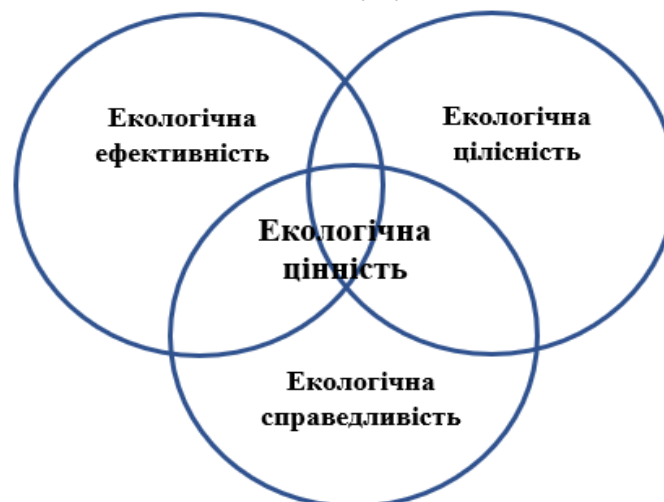 Екологічна
ефективність
Екологічна
цілісність
Екологічна
цінність
Екологічна
справедливість